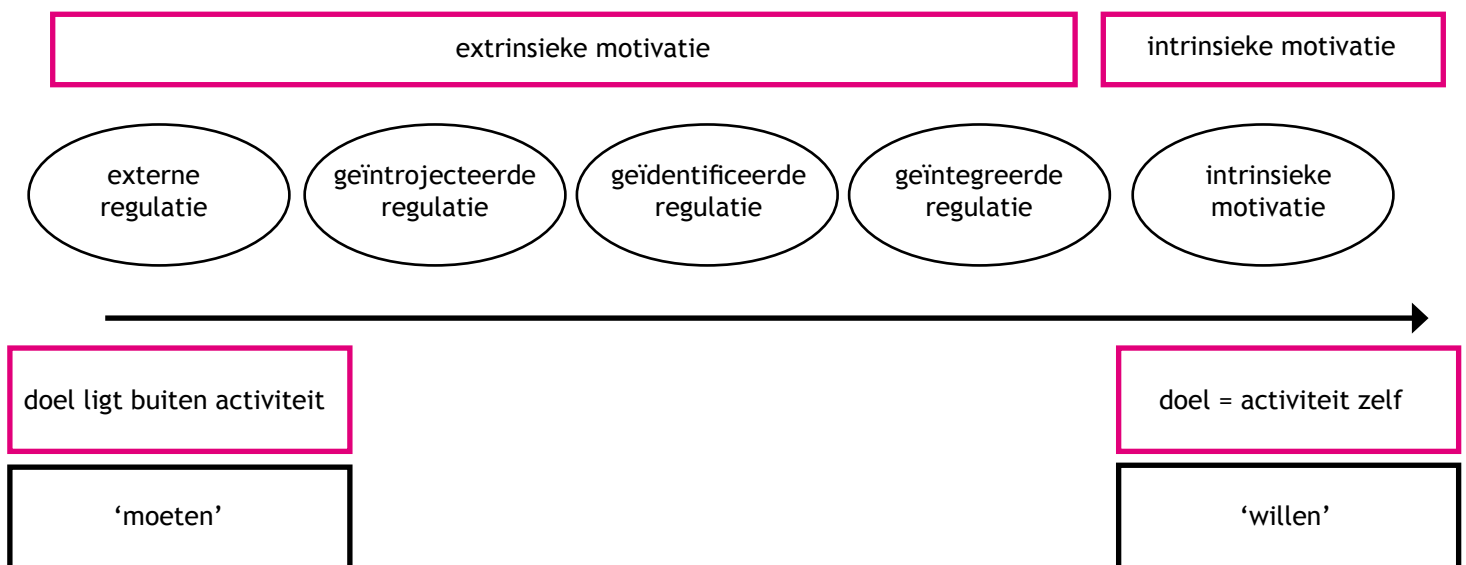 extrinsieke motivatie
intrinsieke motivatie
externe
regulatie
geïntrojecteerde
regulatie
geïdentificeerde
regulatie
geïntegreerde
regulatie
intrinsieke
motivatie
doel ligt buiten activiteit
doel = activiteit zelf
‘moeten’
‘willen’